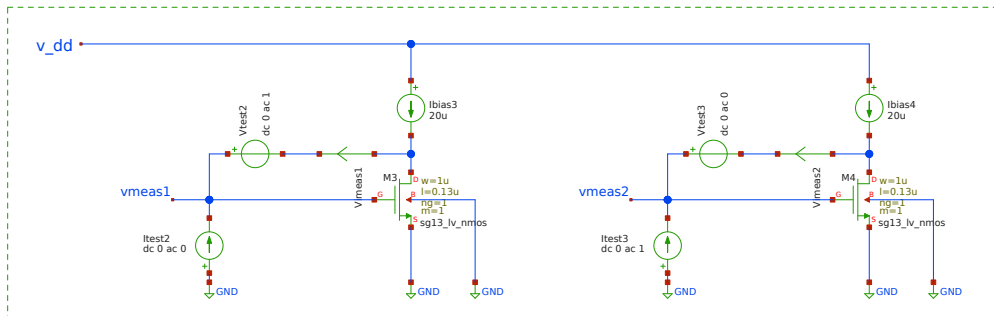 v_dd
+
Ibias3
20u
+
Ibias4
20u
Vtest2
dc 0 ac 1
+
Vtest3
dc 0 ac 0
+
vmeas1
Vmeas1
M3
D
G
B
S
w=1u
l=0.13u
ng=1
m=1
sg13_lv_nmos
vmeas2
Vmeas2
M4
D
G
B
S
w=1u
l=0.13u
ng=1
m=1
sg13_lv_nmos
Itest2
dc 0 ac 0
+
Itest3
dc 0 ac 1
+
GND
GND
GND
GND
GND
GND